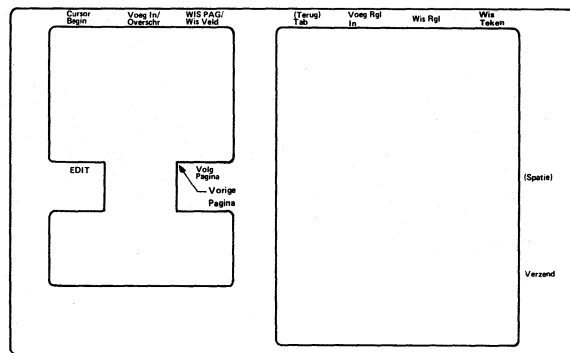 Cursor
Begin
Voeg In/
Overschr
WIS PAG/
Wis Veld
(Terug)
Tab
Voeg Rgl
In
Wis Rgl
Wis
Teken
EDIT
Volg
Pagina
Vorige
Pagina
(Spatie)
Verzend